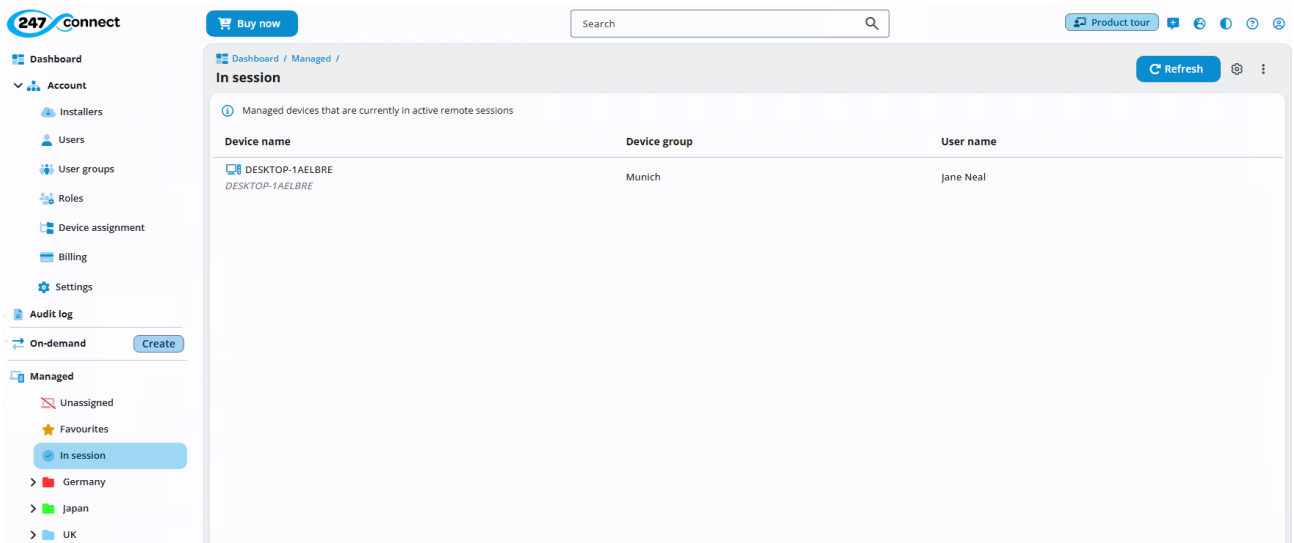 247 connect
Buy now
Search
Product tour
Dashboard
Account
Installers
Users
User groups
Roles
Device assignment
Billing
Settings
Audit log
On-demand
Create
Managed
Unassigned
Favourites
In session
Germany
Japan
UK
Dashboard / Managed /
In session
Refresh
Managed devices that are currently in active remote sessions
Device name Device group User name
DESKTOP-1AELBRE
DESKTOP-1AELBRE
Munich
Jane Neal